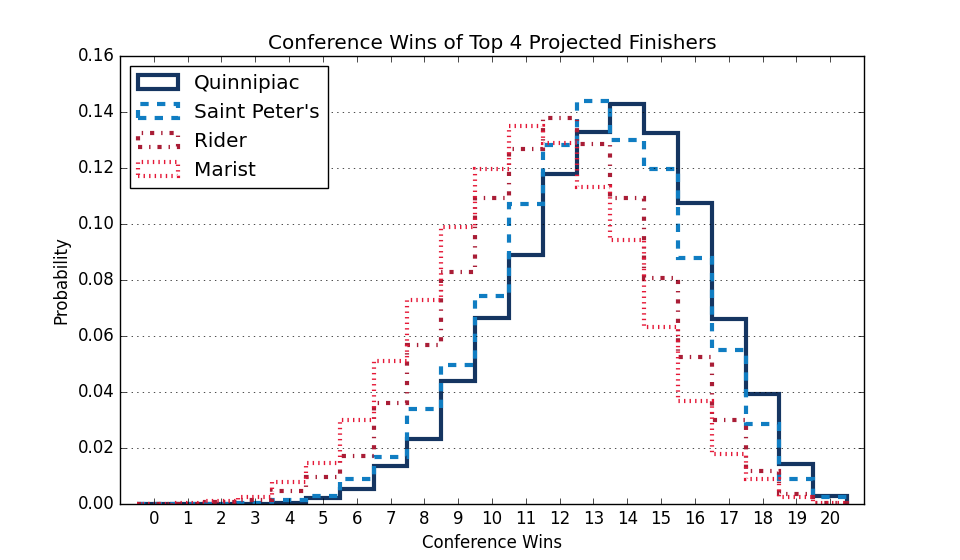 Conference Wins of Top 4 Projected Finishers
0.16
0.14
0.12
0.10
0.08
0.06
0.04
0.02
0.00
Probability
Quinnipiac
Saint Peter's
Rider
Marist
0 1 2 3 4 5 6 7 8 9 10 11 12 13 14 15 16 17 18 19 20
Conference Wins